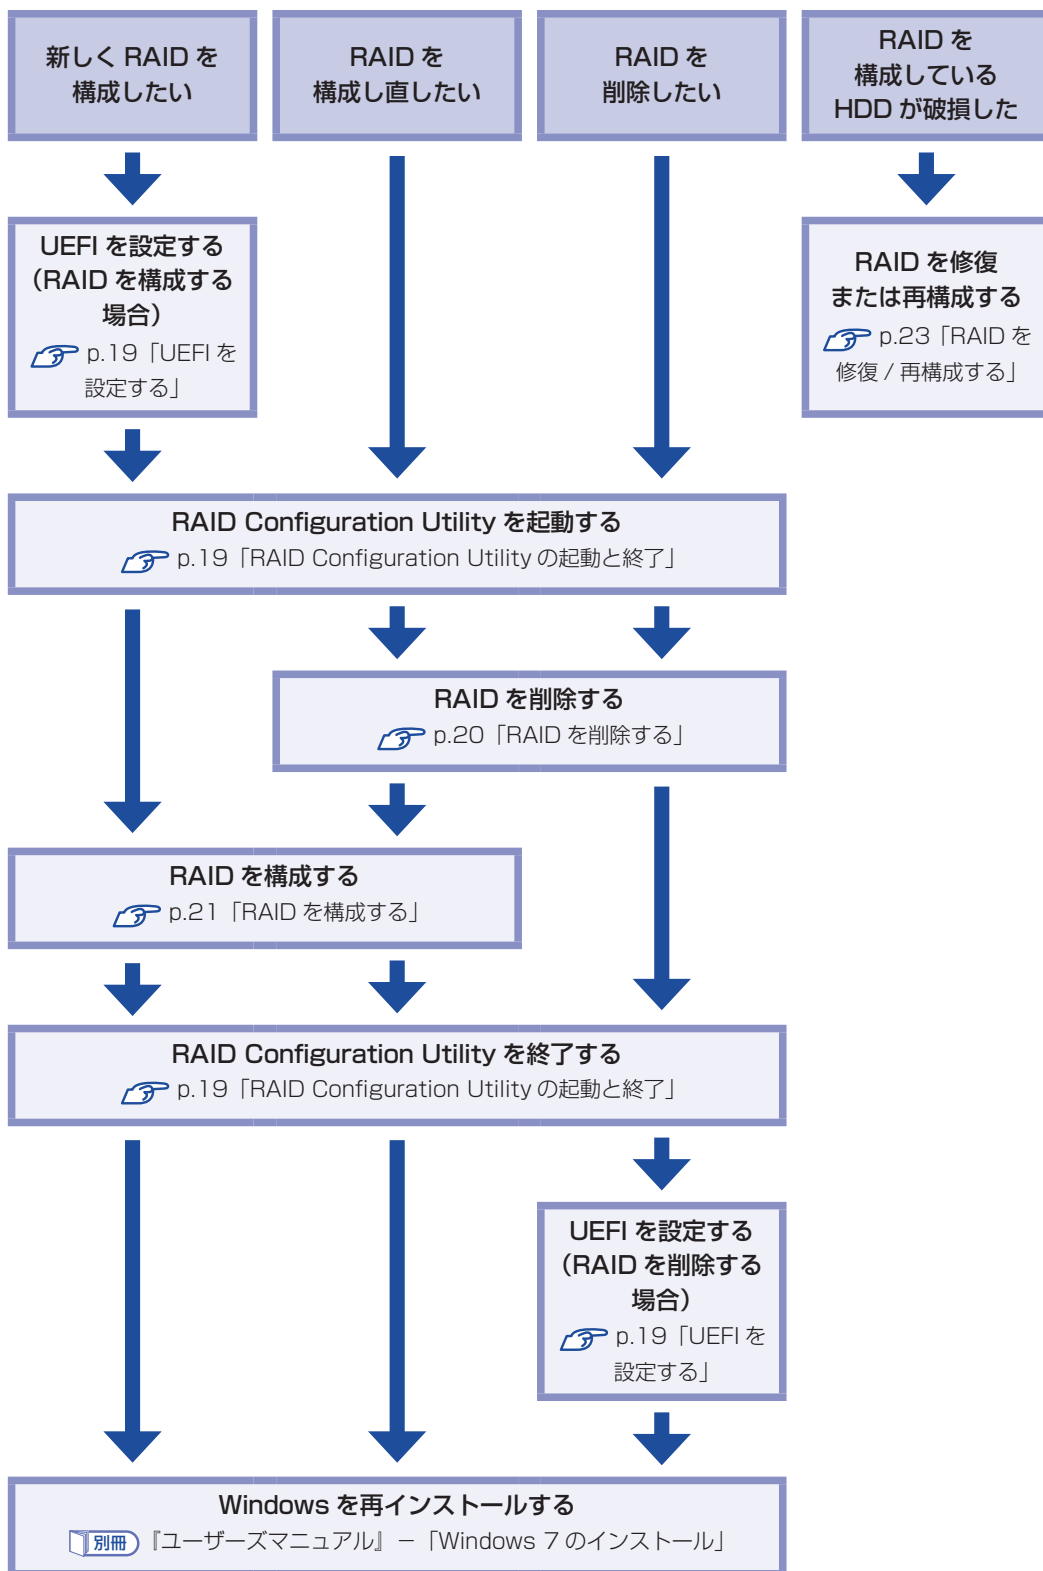 新しく RAID を
構成したい
RAID を
構成し直したい
RAID を
削除したい
RAID を
構成している
HDD が破損した
UEFI を設定する
（RAID を構成する
場合）
p.19「UEFI を
設定する」
RAID を修復
または再構成する
p.23「RAID を
修復 / 再構成する」
RAID Configuration Utility を起動する
p.19「RAID Configuration Utility の起動と終了」
RAID を削除する
p.20「RAID を削除する」
RAID を構成する
p.21「RAID を構成する」
RAID Configuration Utility を終了する
p.19「RAID Configuration Utility の起動と終了」
UEFI を設定する
（RAID を削除する
場合）
p.19「UEFI を
設定する」
Windows を再インストールする
別冊 『ユーザーズマニュアル』－「Windows 7 のインストール」